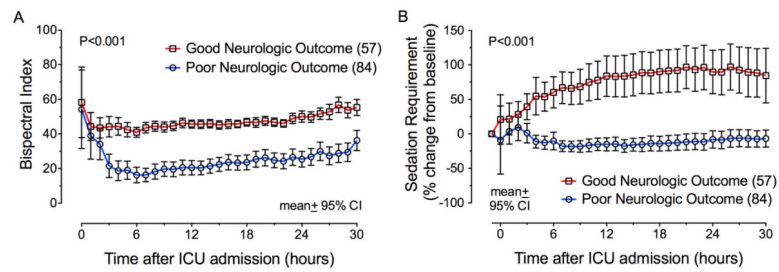 A
P<0.001
Good Neurologic Outcome (57)
Poor Neurologic Outcome (84)
Bispectral Index
100
80
60
40
20
0
mean± 95% CI
0 6 12 18 24 30
Time after ICU admission (hours)
B
P<0.001
Sedation Requirement
(% change from baseline)
150
100
50
0
-50
-100
Good Neurologic Outcome (57)
Poor Neurologic Outcome (84)
mean±
95% CI
0 6 12 18 24 30
Time after ICU admission (hours)